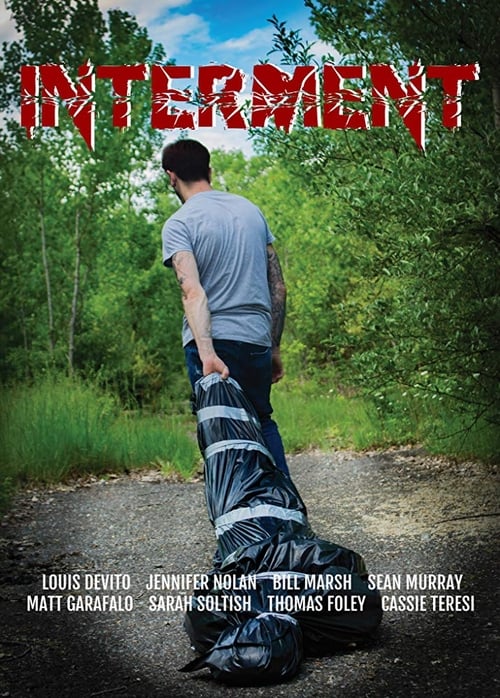 INTERMENT
LOUIS DEVITO JENNIFER NOLAN BILL MARSH SEAN MURRAY
MATT GARAFALO SARAH SOLTISH THOMAS FOLEY CASSIE TERESI